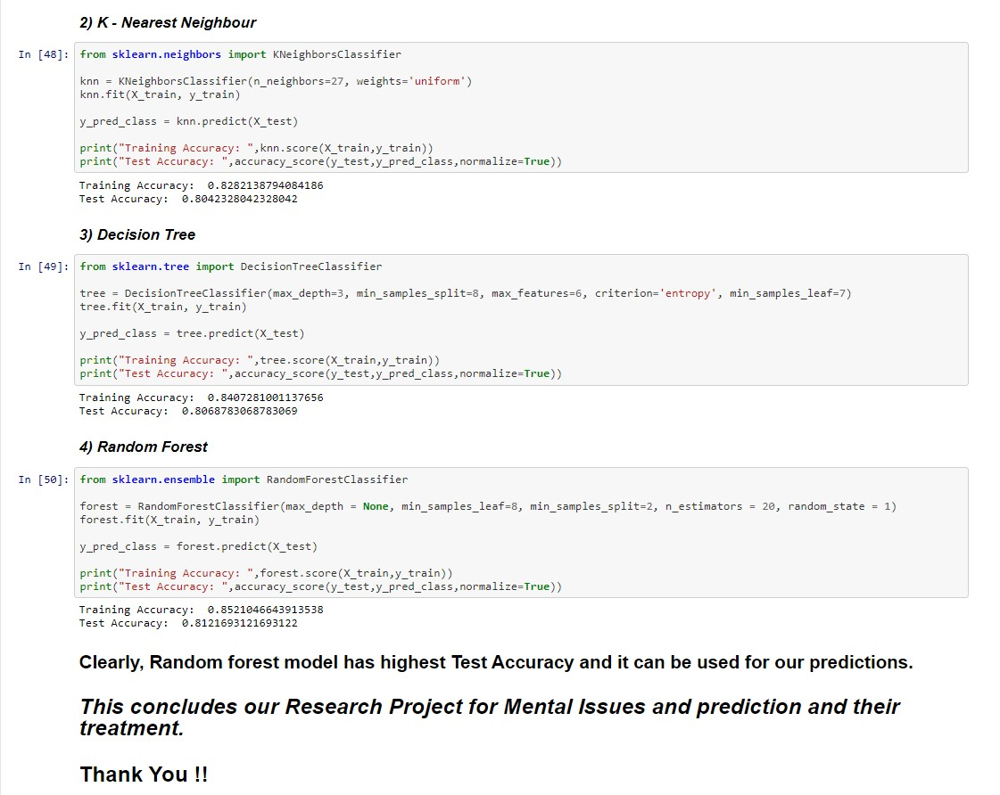 2) K - Nearest Neighbour
In [48]: from sklearn.neighbors import KNeighborsClassifier
knn = KNeighborsClassifier(n_neighbors=27, weights='uniform')
knn.fit(X_train, y_train)
y_pred_class = knn.predict(X_test)
print("Training Accuracy: ",knn.score(X_train,y_train))
print("Test Accuracy: ",accuracy_score(y_test,y_pred_class,normalize=True))
Training Accuracy:  0.8282138794084186
Test Accuracy:  0.8042328042328042
3) Decision Tree
In [49]: from sklearn.tree import DecisionTreeClassifier
tree = DecisionTreeClassifier(max_depth=3, min_samples_split=8, max_features=6, criterion='entropy', min_samples_leaf=7)
tree.fit(X_train, y_train)
y_pred_class = tree.predict(X_test)
print("Training Accuracy: ",tree.score(X_train,y_train))
print("Test Accuracy: ",accuracy_score(y_test,y_pred_class,normalize=True))
Training Accuracy:  0.8407281001137656
Test Accuracy:  0.8068783068783069
4) Random Forest
In [50]: from sklearn.ensemble import RandomForestClassifier
forest = RandomForestClassifier(max_depth = None, min_samples_leaf=8, min_samples_split=2, n_estimators = 20, random_state = 1)
forest.fit(X_train, y_train)
y_pred_class = forest.predict(X_test)
print("Training Accuracy: ",forest.score(X_train,y_train))
print("Test Accuracy: ",accuracy_score(y_test,y_pred_class,normalize=True))
Training Accuracy:  0.8521046643913538
Test Accuracy:  0.8121693121693122
Clearly, Random forest model has highest Test Accuracy and it can be used for our predictions.
This concludes our Research Project for Mental Issues and prediction and their
treatment.
Thank You !!